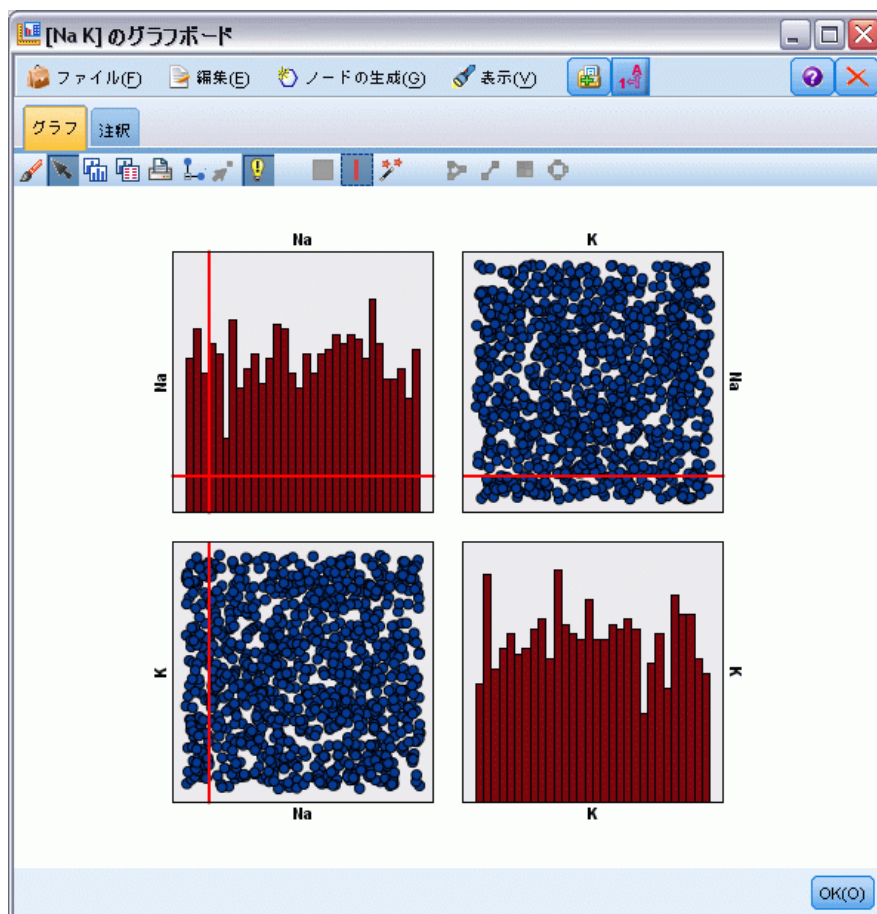 [Na K] のグラフボード
ファイル(F) 編集(E) ノードの生成(G) 表示(V)
グラフ 注釈
Na K
Na Na
K K
Na K
OK(O)